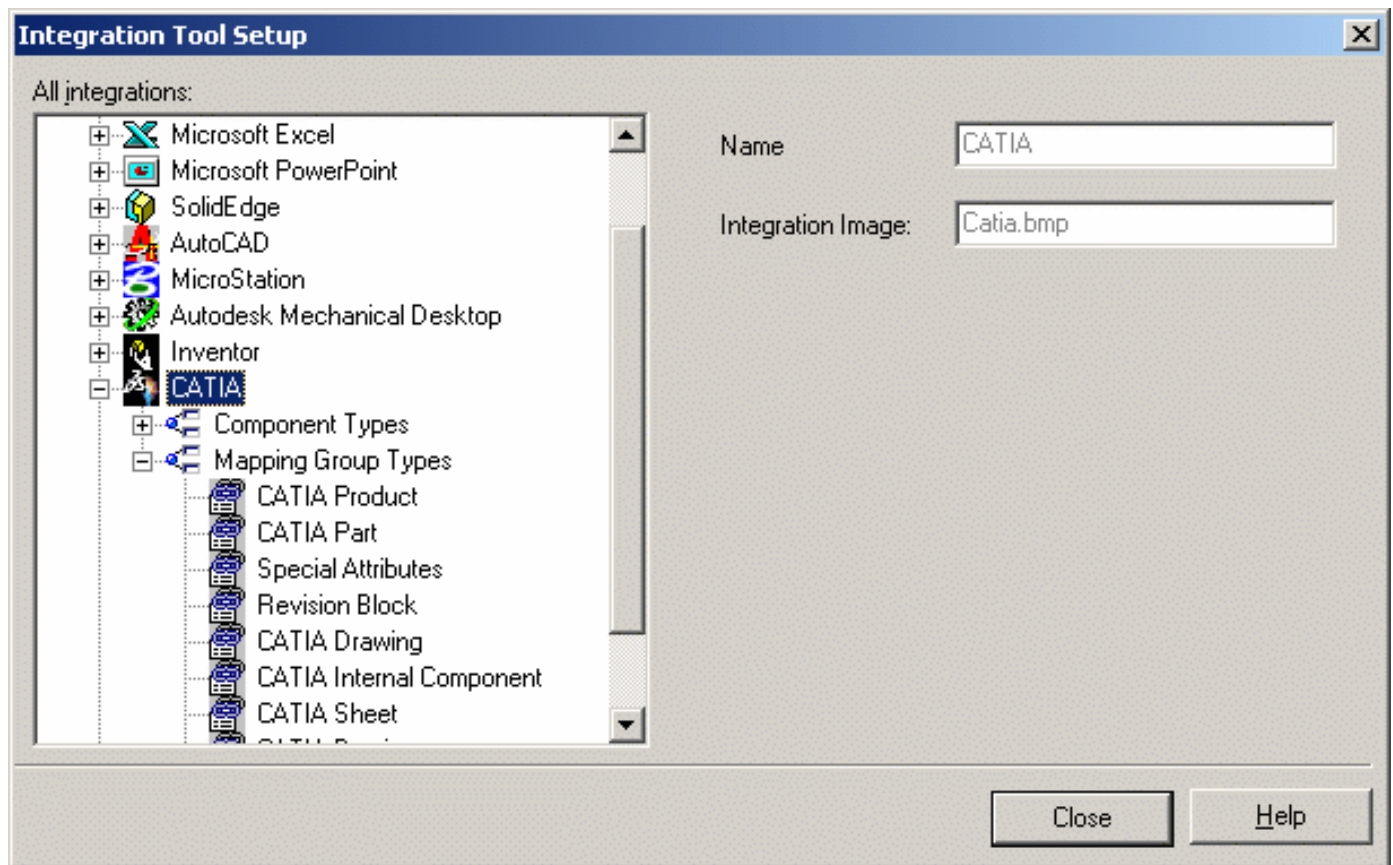 Integration Tool Setup
All integrations:
Microsoft Excel
Microsoft PowerPoint
SolidEdge
AutoCAD
MicroStation
Autodesk Mechanical Desktop
Inventor
CATIA
Component Types
Mapping Group Types
CATIA Product
CATIA Part
Special Attributes
Revision Block
CATIA Drawing
CATIA Internal Component
CATIA Sheet
Name
CATIA
Integration Image:
Catia.bmp
Close
Help